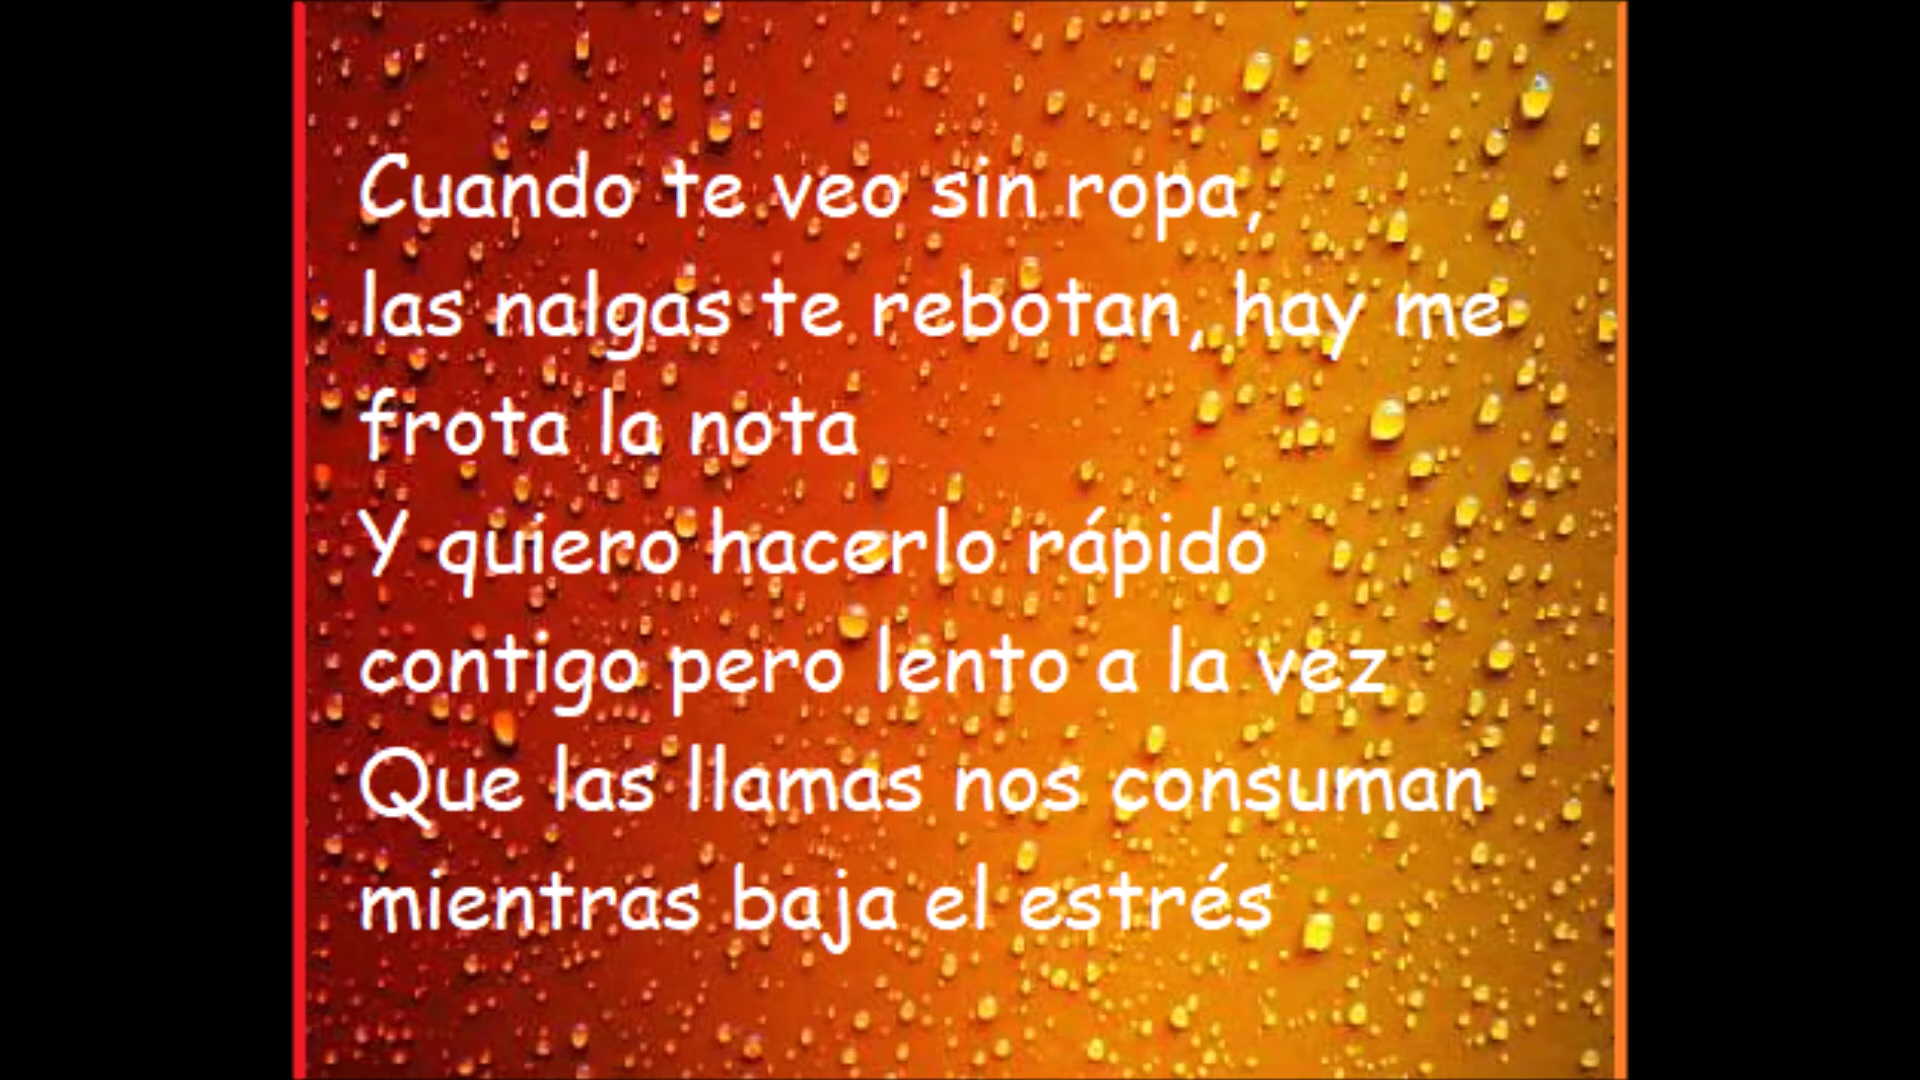 Cuando te veo sin ropa,
las nalgas te rebotan, hay me
frota la nota
Y quiero hacerlo rápido
contigo pero lento a la vez
Que las llamas nos consuman
mientras baja el estrés